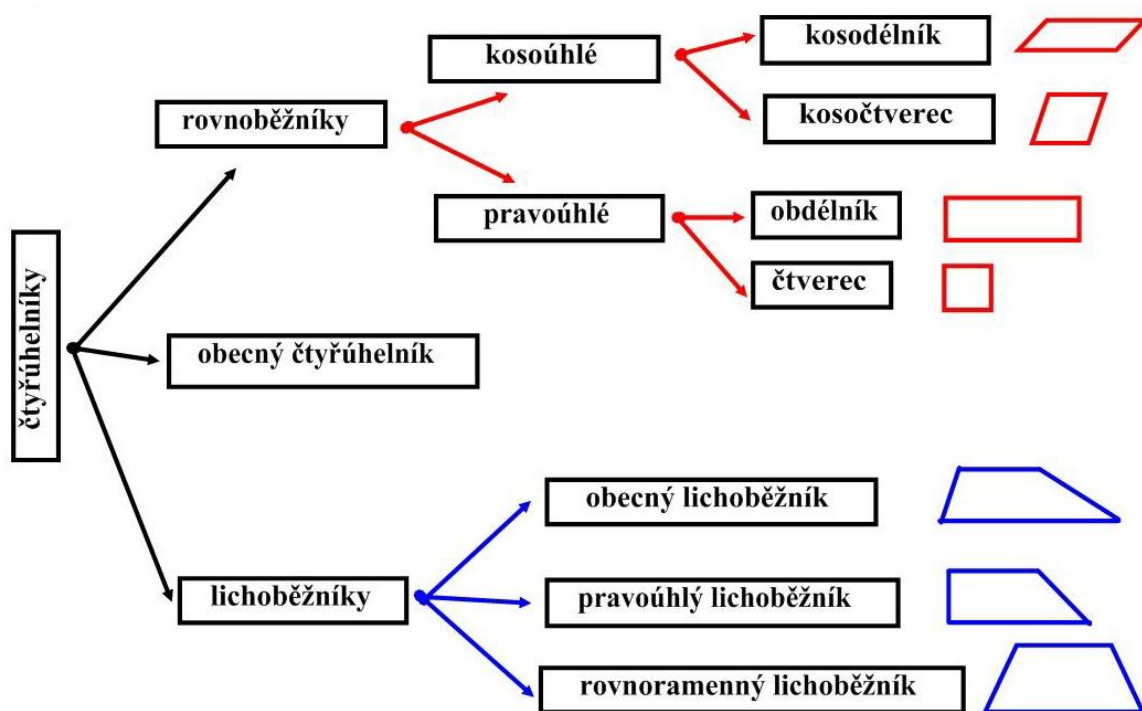 kosoúhlé
kosodélník
rovnoběžníky
kosočtverec
pravoúhlé
obdélník
čtverec
čtyřúhelníky
obecný čtyřúhelník
obecný lichoběžník
lichoběžníky
pravoúhlý lichoběžník
rovnoramenný lichoběžník